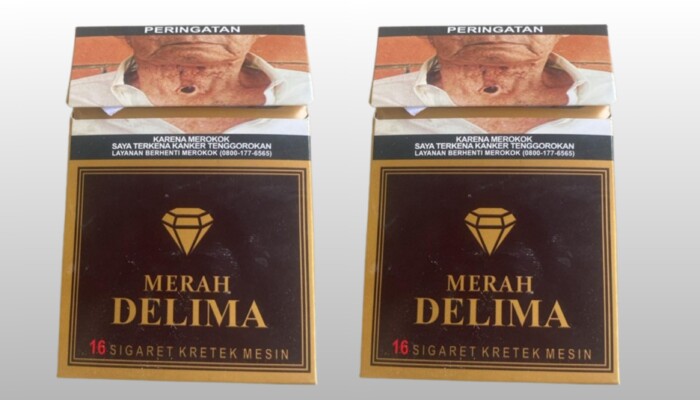 PERINGATAN
KARENA MEROKOK
SAYA TERKENA KANKER TENGGOROKAN
LAYANAN BERHENTI MEROKOK (0800-177-6565)
MERAH
DELIMA
16 SIGARET KRETEK MESIN
PERINGATAN
KARENA MEROKOK
SAYA TERKENA KANKER TENGGOROKAN
LAYANAN BERHENTI MEROKOK (0800-177-6565)
MERAH
DELIMA
16 SIGARET KRETEK MESIN